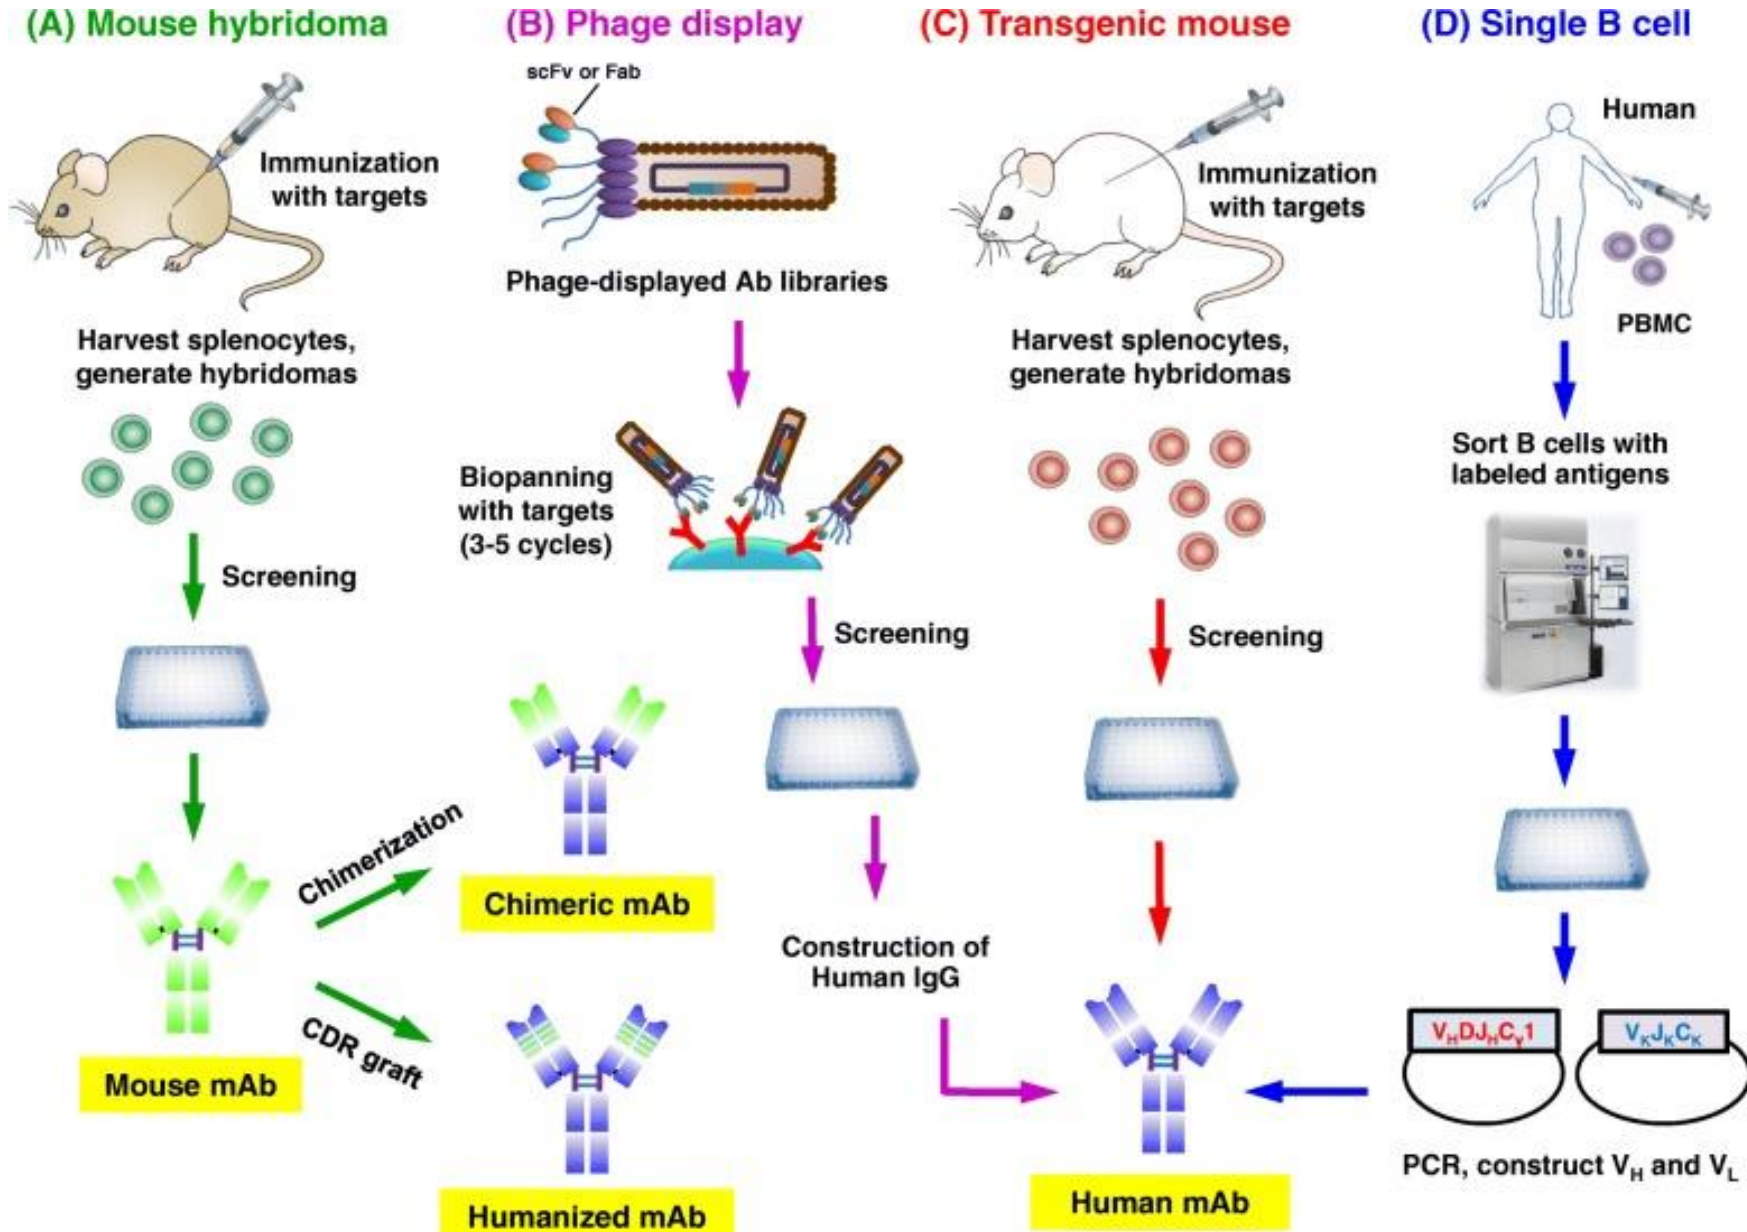 (A) Mouse hybridoma
Immunization
with targets
Harvest splenocytes,
generate hybridomas
Screening
Mouse mAb
Chimerization
Chimeric mAb
CDR graft
Humanized mAb
(B) Phage display
scFv or Fab
Phage-displayed Ab libraries
Biopanning
with targets
(3-5 cycles)
Screening
Construction of
Human IgG
(C) Transgenic mouse
Immunization
with targets
Harvest splenocytes,
generate hybridomas
Screening
Human mAb
(D) Single B cell
Human
PBMC
Sort B cells with
labeled antigens
VHDJHCγ1
VKJKCK
PCR, construct VH and VL